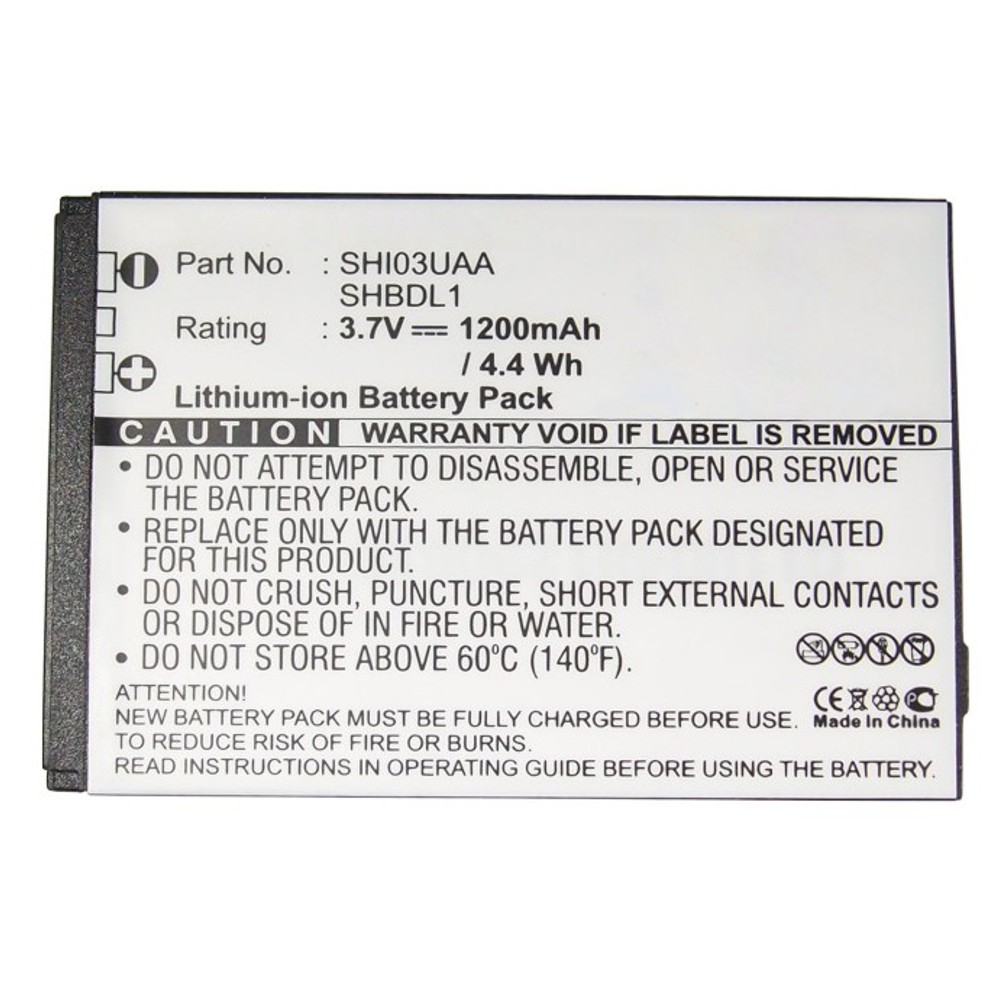 Part No. : SHI03UAA
SHBDL1
Rating : 3.7V 1200mAh
/ 4.4 Wh
Lithium-ion Battery Pack
CAUTION WARRANTY VOID IF LABEL IS REMOVED
• DO NOT ATTEMPT TO DISASSEMBLE, OPEN OR SERVICE
THE BATTERY PACK.
• REPLACE ONLY WITH THE BATTERY PACK DESIGNATED
FOR THIS PRODUCT.
• DO NOT CRUSH, PUNCTURE, SHORT EXTERNAL CONTACTS
OR DISPOSE OF IN FIRE OR WATER.
• DO NOT STORE ABOVE 60°C (140°F).
ATTENTION!
NEW BATTERY PACK MUST BE FULLY CHARGED BEFORE USE.
TO REDUCE RISK OF FIRE OR BURNS.
READ INSTRUCTIONS IN OPERATING GUIDE BEFORE USING THE BATTERY.
CE
Made In China